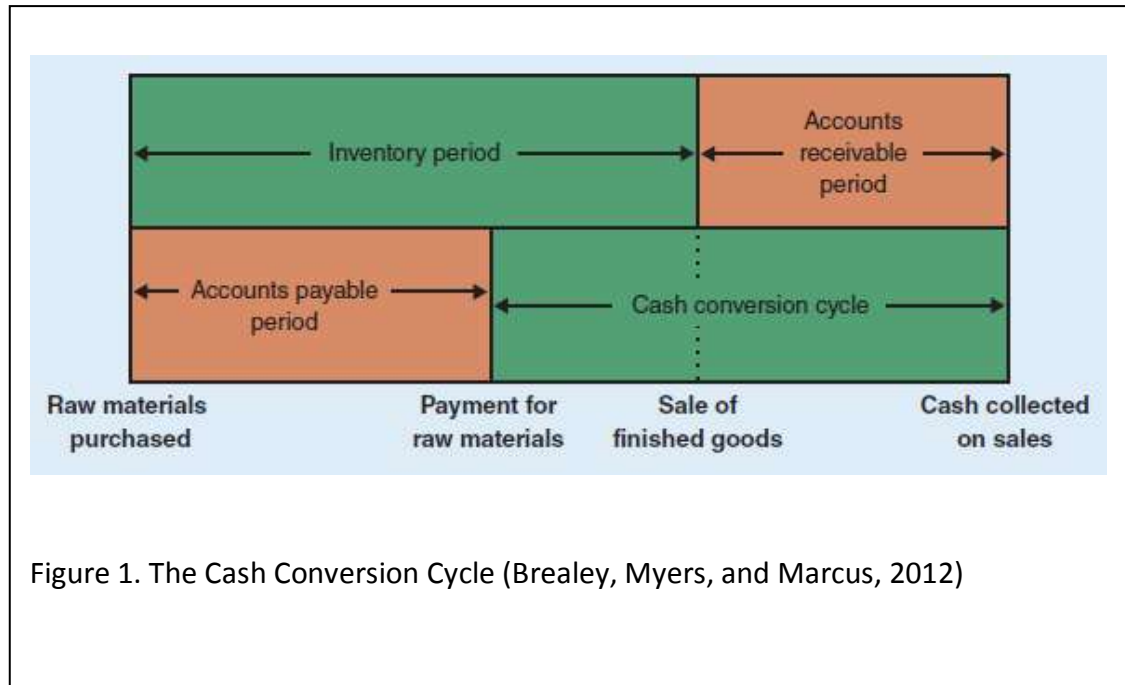 Inventory period
Accounts
receivable
period
Accounts payable
period
Cash conversion cycle
Raw materials
purchased
Payment for
raw materials
Sale of
finished goods
Cash collected
on sales
Figure 1. The Cash Conversion Cycle (Brealey, Myers, and Marcus, 2012)